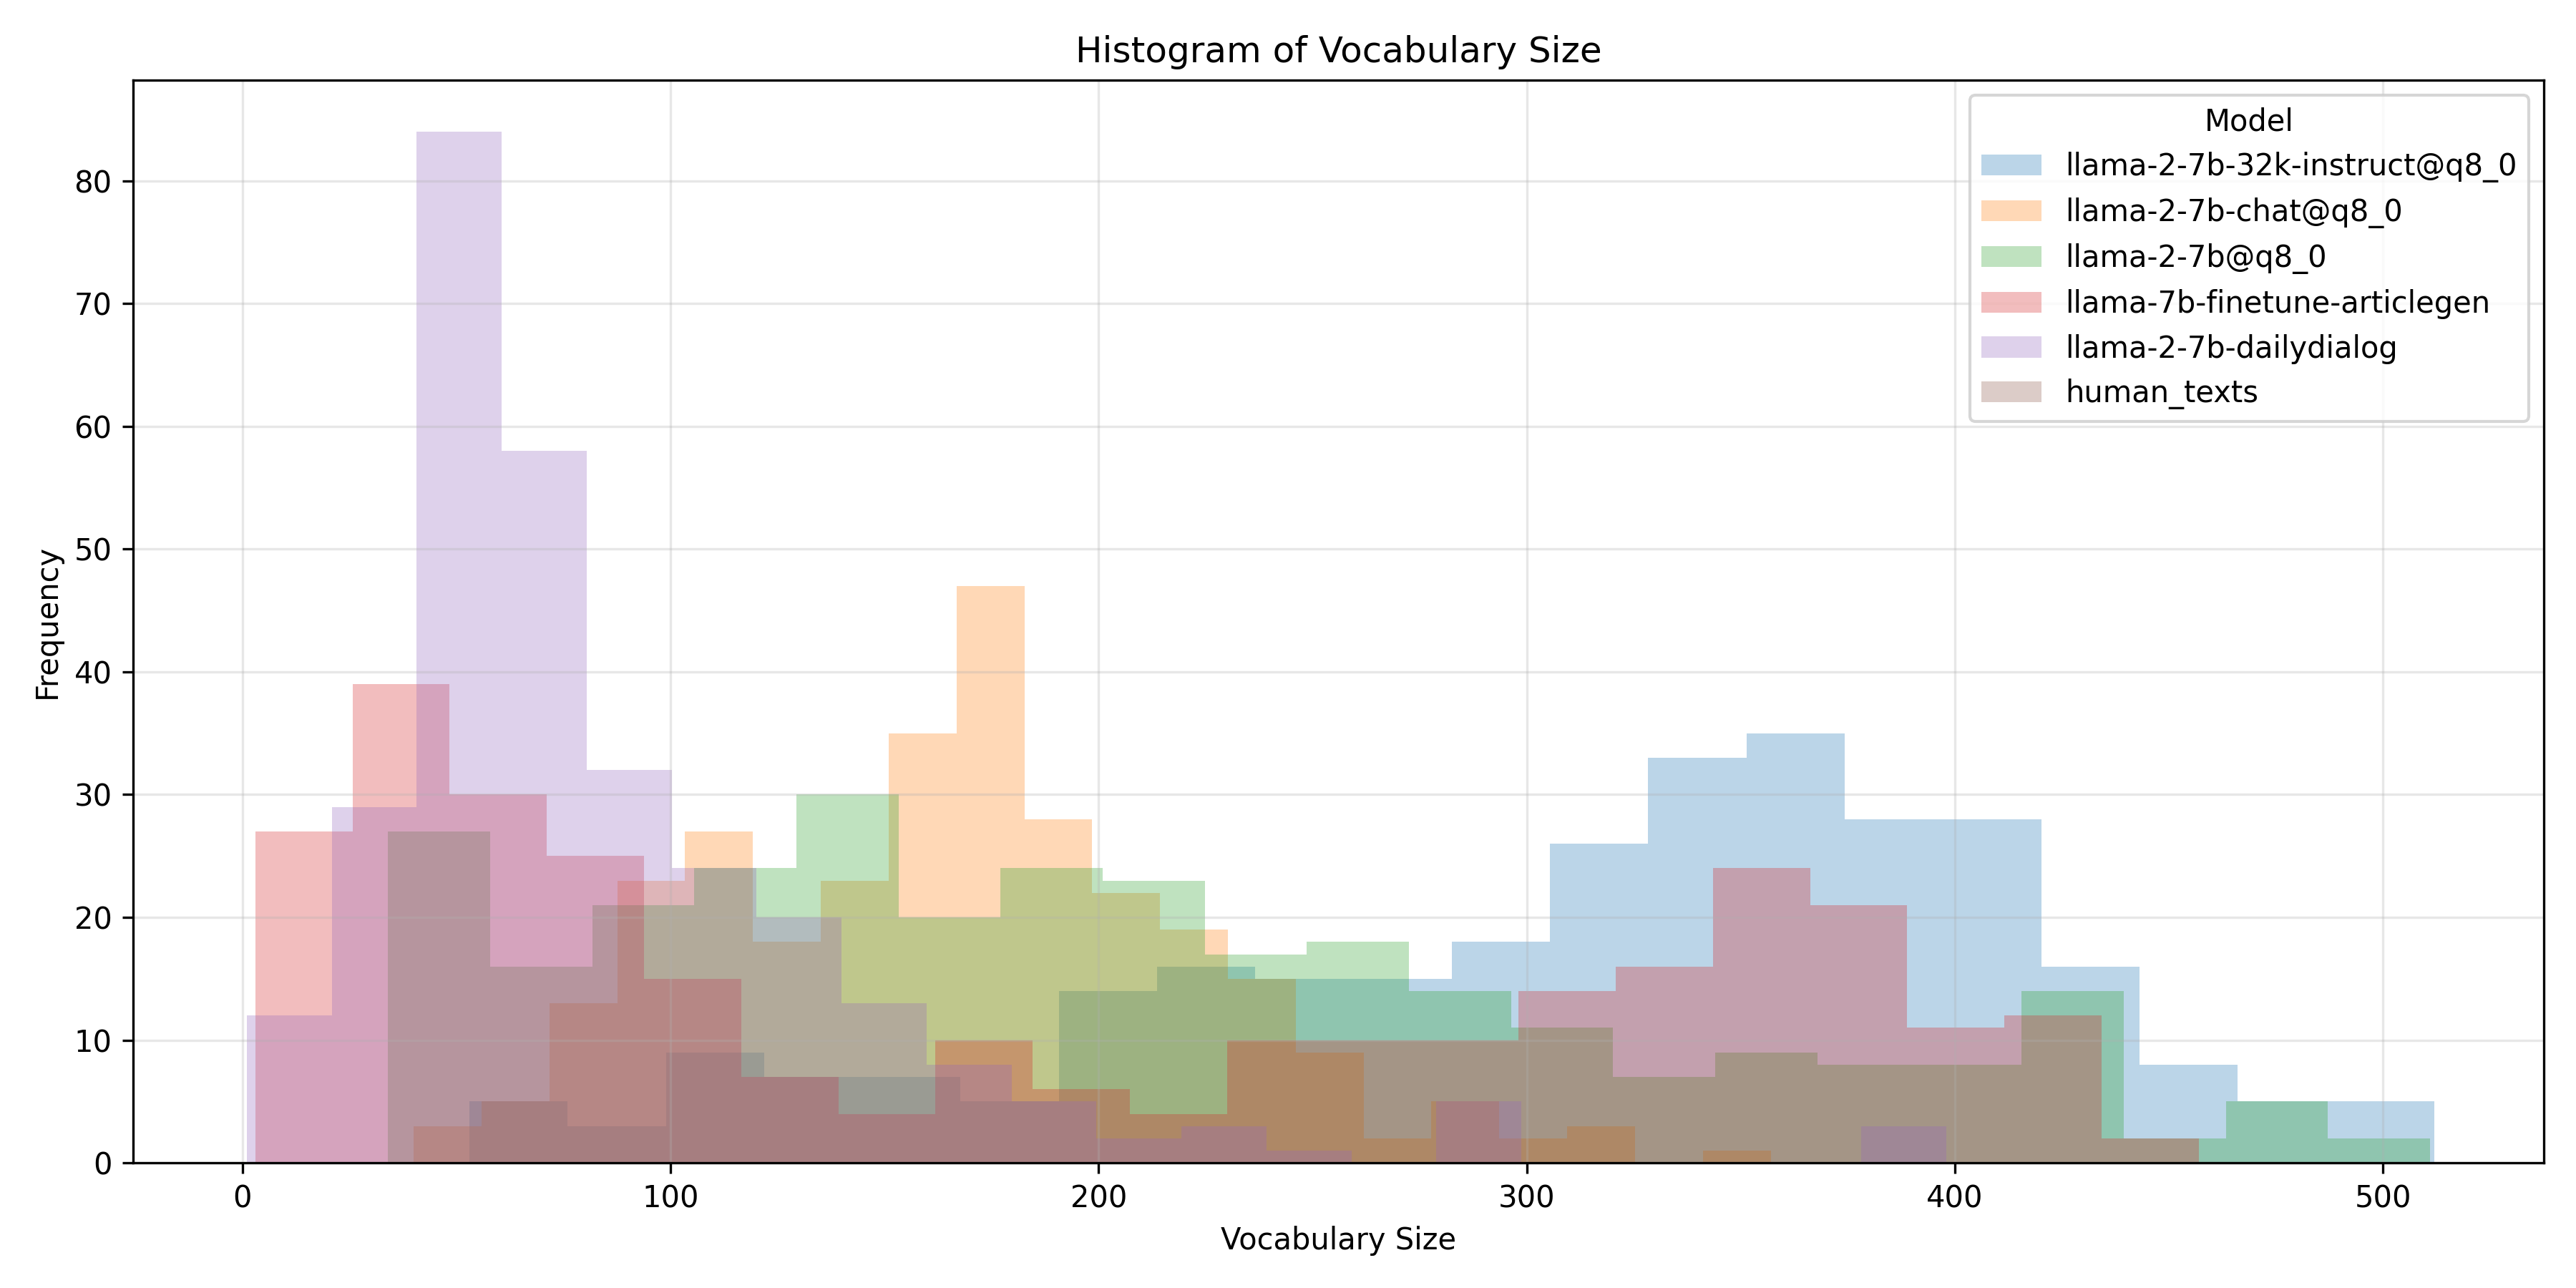 Histogram of Vocabulary Size
Model
llama-2-7b-32k-instruct@q8_0
llama-2-7b-chat@q8_0
llama-2-7b@q8_0
llama-7b-finetune-articlegen
llama-2-7b-dailydialog
human_texts
Frequency
80
70
60
50
40
30
20
10
0
0 100 200 300 400 500
Vocabulary Size